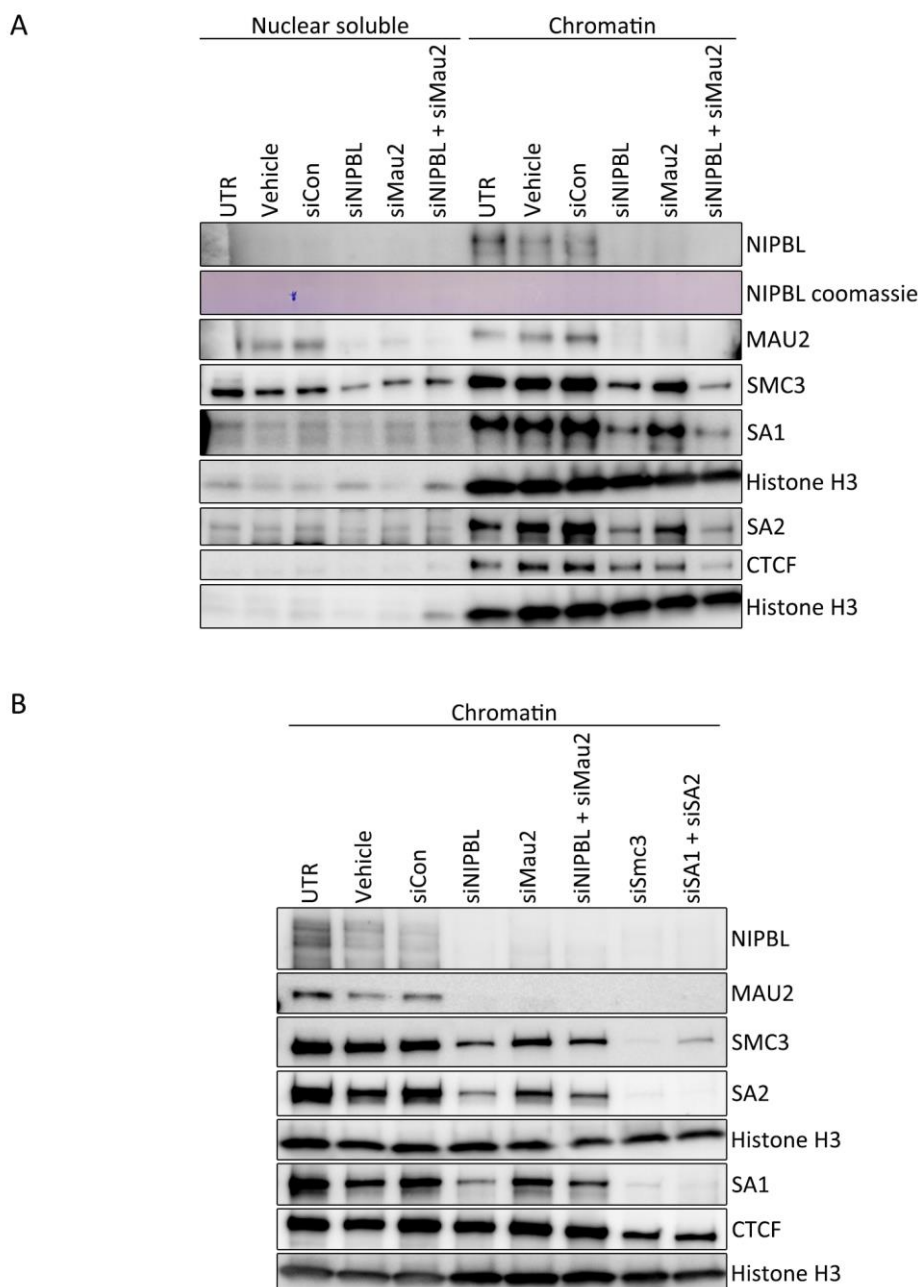 A
Nuclear soluble
Chromatin
UTR
Vehicle
siCon
siNIPBL
siMau2
siNIPBL + siMau2
UTR
Vehicle
siCon
siNIPBL
siMau2
siNIPBL + siMau2
NIPBL
NIPBL coomassie
MAU2
SMC3
SA1
Histone H3
SA2
CTCF
Histone H3
B
Chromatin
UTR
Vehicle
siCon
siNIPBL
siMau2
siNIPBL + siMau2
siSmc3
siSA1 + siSA2
NIPBL
MAU2
SMC3
SA2
Histone H3
SA1
CTCF
Histone H3